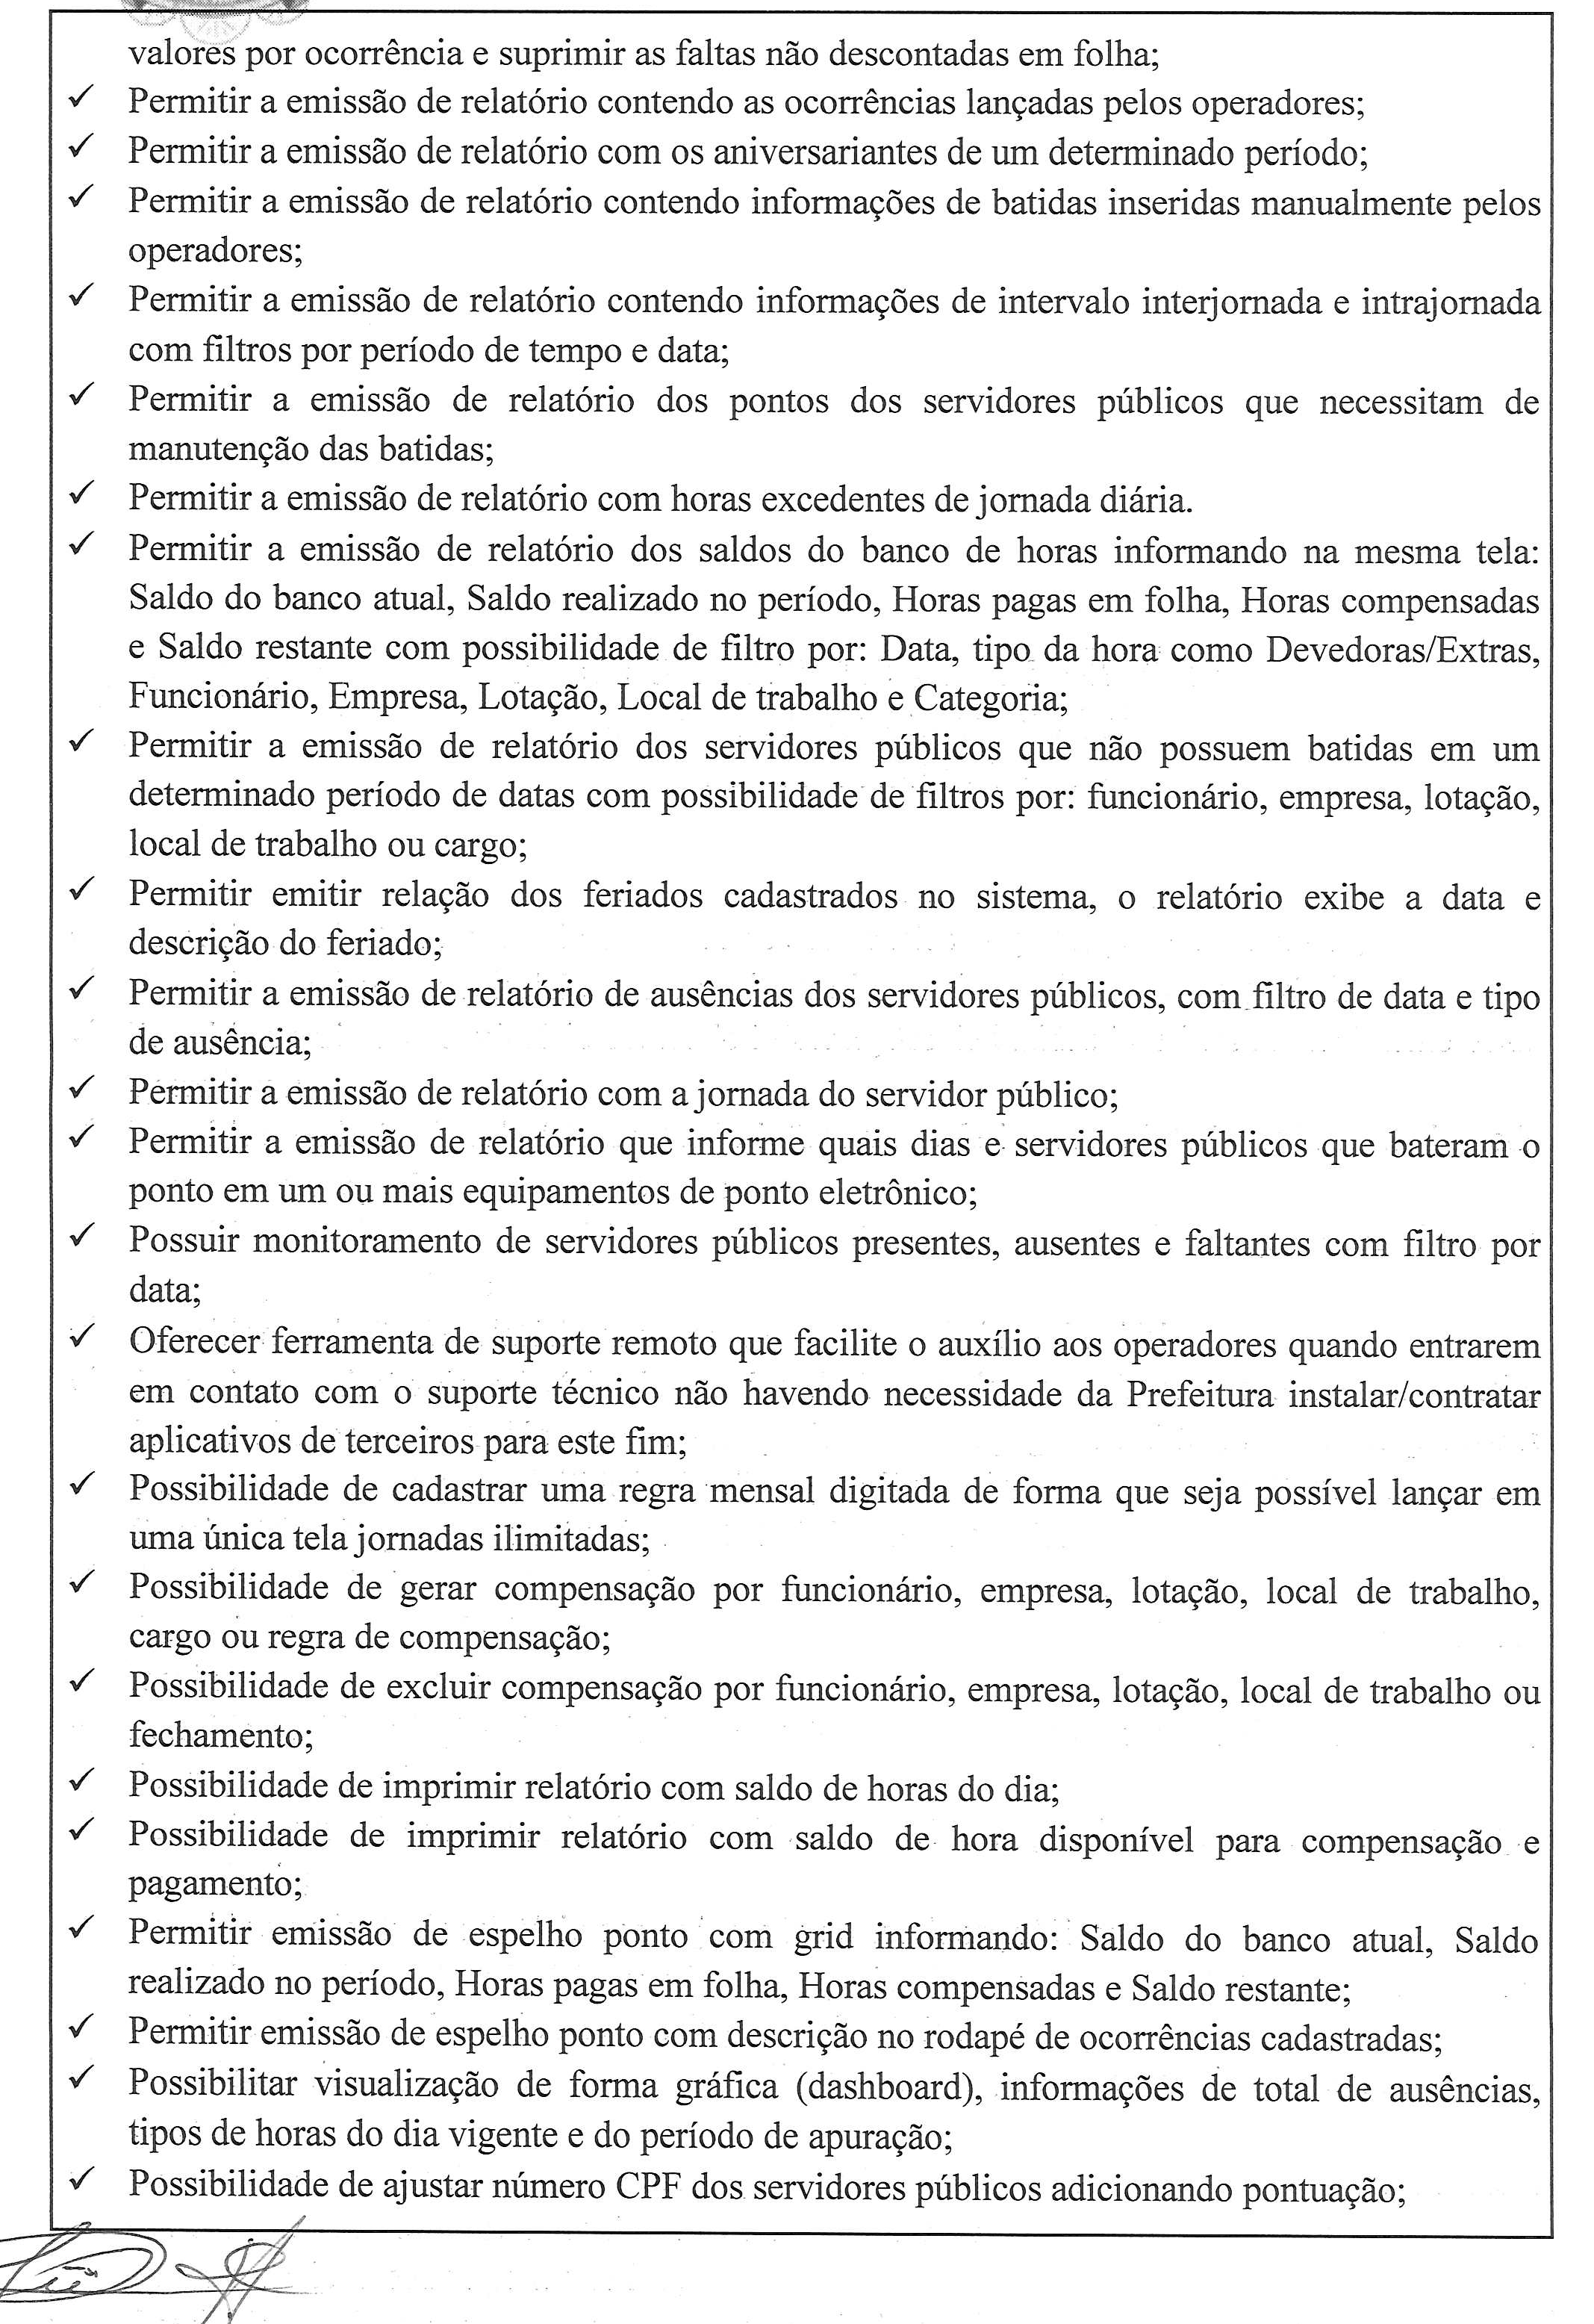 valores por ocorrência e suprimir as faltas não descontadas em folha;
✓ Permitir a emissão de relatório contendo as ocorrências lançadas pelos operadores;
✓ Permitir a emissão de relatório com os aniversariantes de um determinado período;
✓ Permitir a emissão de relatório contendo informações de batidas inseridas manualmente pelos
operadores;
✓ Permitir a emissão de relatório contendo informações de intervalo interjornada e intrajornada
com filtros por período de tempo e data;
✓ Permitir a emissão de relatório dos pontos dos servidores públicos que necessitam de
manutenção das batidas;
✓ Permitir a emissão de relatório com horas excedentes de jornada diária.
✓ Permitir a emissão de relatório dos saldos do banco de horas informando na mesma tela:
Saldo do banco atual, Saldo realizado no período, Horas pagas em folha, Horas compensadas
e Saldo restante com possibilidade de filtro por: Data, tipo da hora como Devedoras/Extras,
Funcionário, Empresa, Lotação, Local de trabalho e Categoria;
✓ Permitir a emissão de relatório dos servidores públicos que não possuem batidas em um
determinado período de datas com possibilidade de filtros por: funcionário, empresa, lotação,
local de trabalho ou cargo;
✓ Permitir emitir relação dos feriados cadastrados no sistema, o relatório exibe a data e
descrição do feriado;
✓ Permitir a emissão de relatório de ausências dos servidores públicos, com filtro de data e tipo
de ausência;
✓ Permitir a emissão de relatório com a jornada do servidor público;
✓ Permitir a emissão de relatório que informe quais dias e servidores públicos que bateram o
ponto em um ou mais equipamentos de ponto eletrônico;
✓ Possuir monitoramento de servidores públicos presentes, ausentes e faltantes com filtro por
data;
✓ Oferecer ferramenta de suporte remoto que facilite o auxílio aos operadores quando entrarem
em contato com o suporte técnico não havendo necessidade da Prefeitura instalar/contratar
aplicativos de terceiros para este fim;
✓ Possibilidade de cadastrar uma regra mensal digitada de forma que seja possível lançar em
uma única tela jornadas ilimitadas;
✓ Possibilidade de gerar compensação por funcionário, empresa, lotação, local de trabalho,
cargo ou regra de compensação;
✓ Possibilidade de excluir compensação por funcionário, empresa, lotação, local de trabalho ou
fechamento;
✓ Possibilidade de imprimir relatório com saldo de horas do dia;
✓ Possibilidade de imprimir relatório com saldo de hora disponível para compensação e
pagamento;
✓ Permitir emissão de espelho ponto com grid informando: Saldo do banco atual, Saldo
realizado no período, Horas pagas em folha, Horas compensadas e Saldo restante;
✓ Permitir emissão de espelho ponto com descrição no rodapé de ocorrências cadastradas;
✓ Possibilitar visualização de forma gráfica (dashboard), informações de total de ausências,
tipos de horas do dia vigente e do período de apuração;
✓ Possibilidade de ajustar número CPF dos servidores públicos adicionando pontuação;